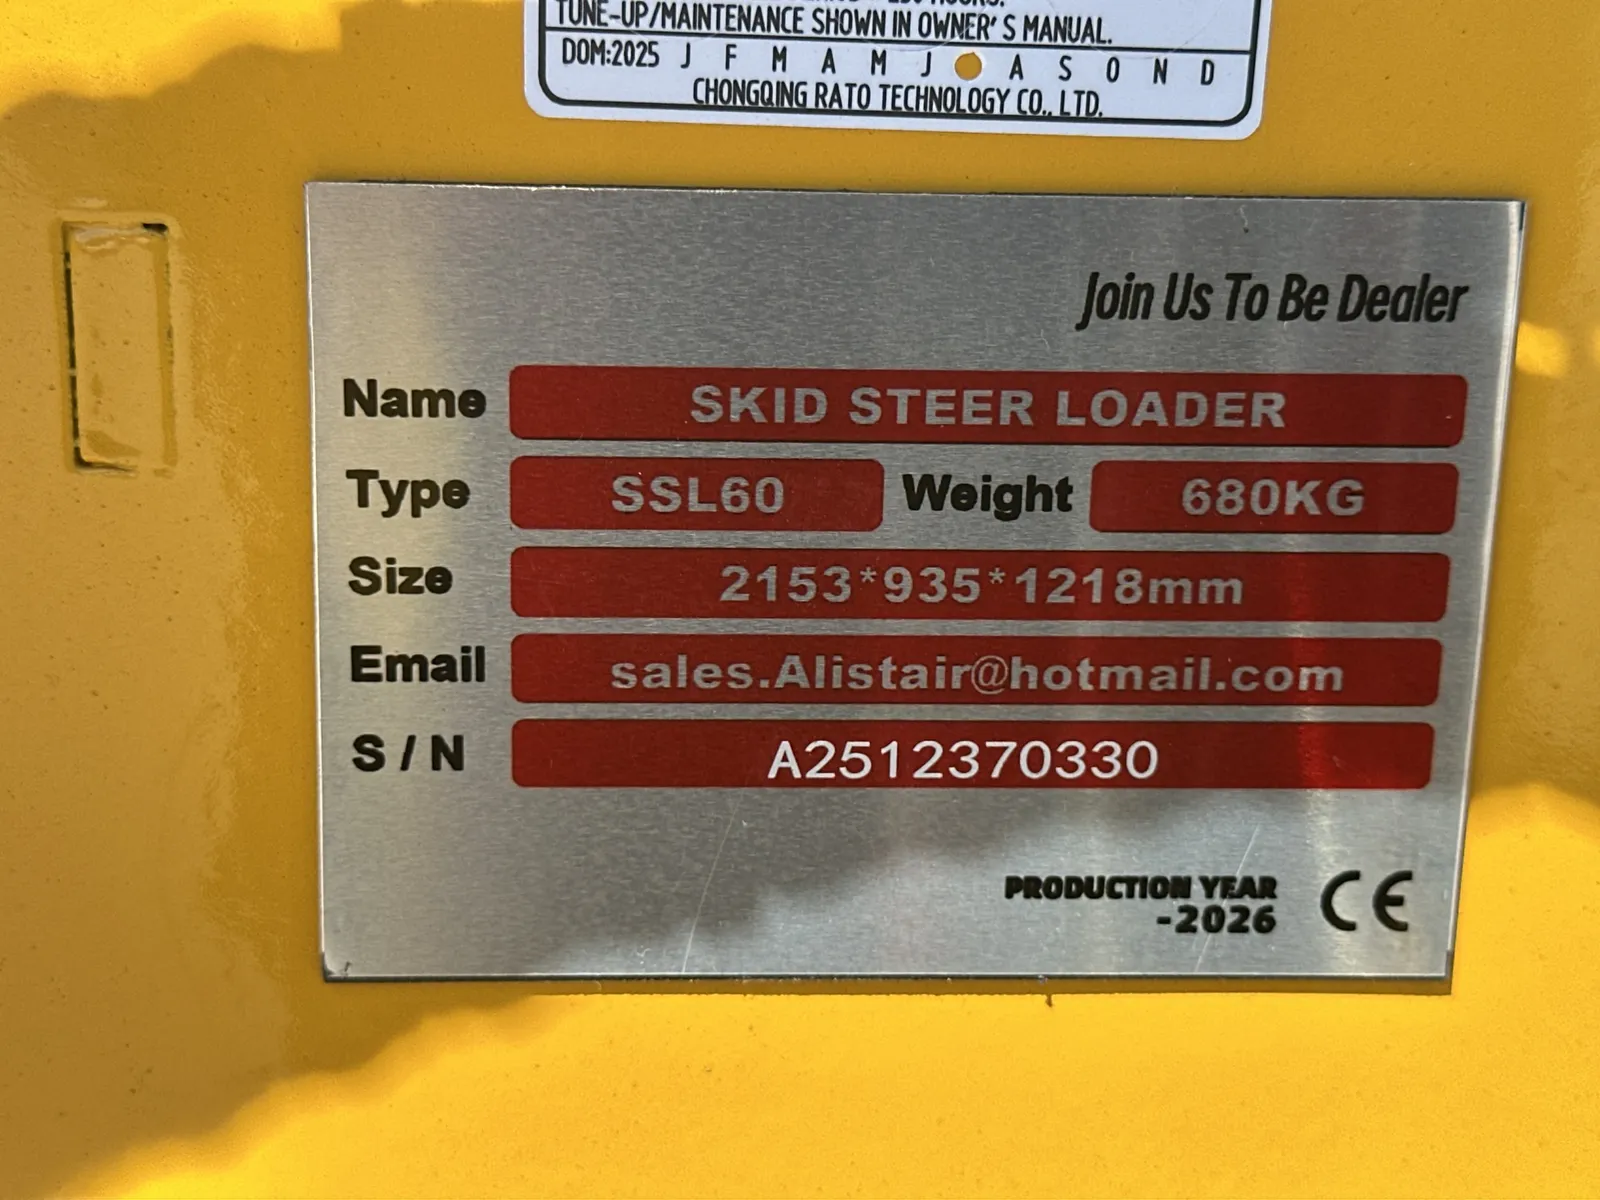 TUNE-UP/MAINTENANCE SHOWN IN OWNER'S MANUAL.
DOM:2025 J F M A M J A S O N D
CHONGQING RATO TECHNOLOGY CO., LTD.
Join Us To Be Dealer
Name SKID STEER LOADER
Type SSL60 Weight 680KG
Size 2153*935*1218mm
Email sales.Alistair@hotmail.com
S/N A2512370330
PRODUCTION YEAR
-2026 CE